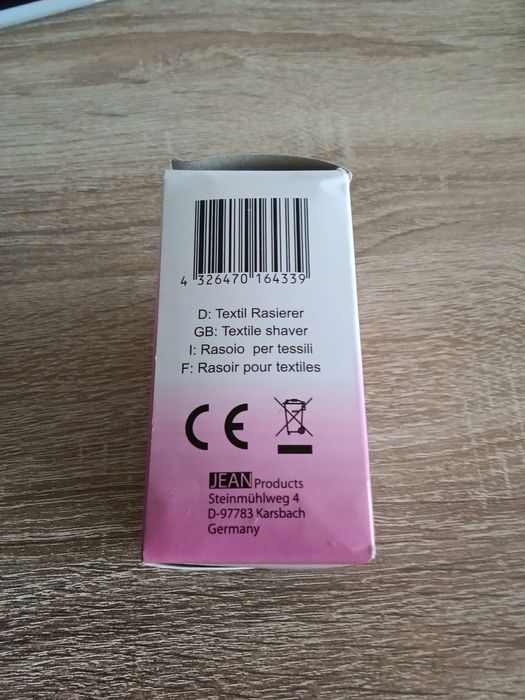 4 326470 164339
D: Textil Rasierer
GB: Textile shaver
I: Rasoio per tessili
F: Rasoir pour textiles
CE
JEAN Products
Steinmühlweg 4
D-97783 Karsbach
Germany